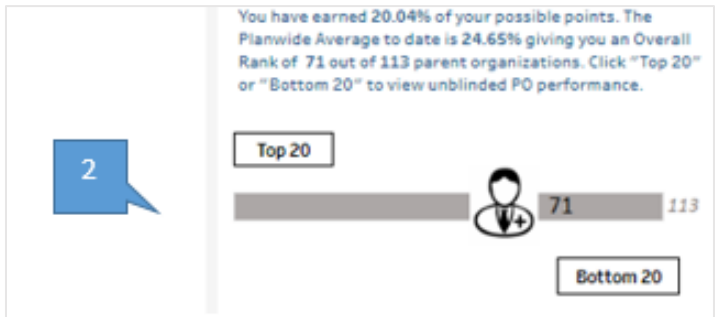 You have earned 20.04% of your possible points. The
Planwide Average to date is 24.65% giving you an Overall
Rank of 71 out of 113 parent organizations. Click "Top 20"
or "Bottom 20" to view unblinded PO performance.
2
Top 20
71 113
Bottom 20